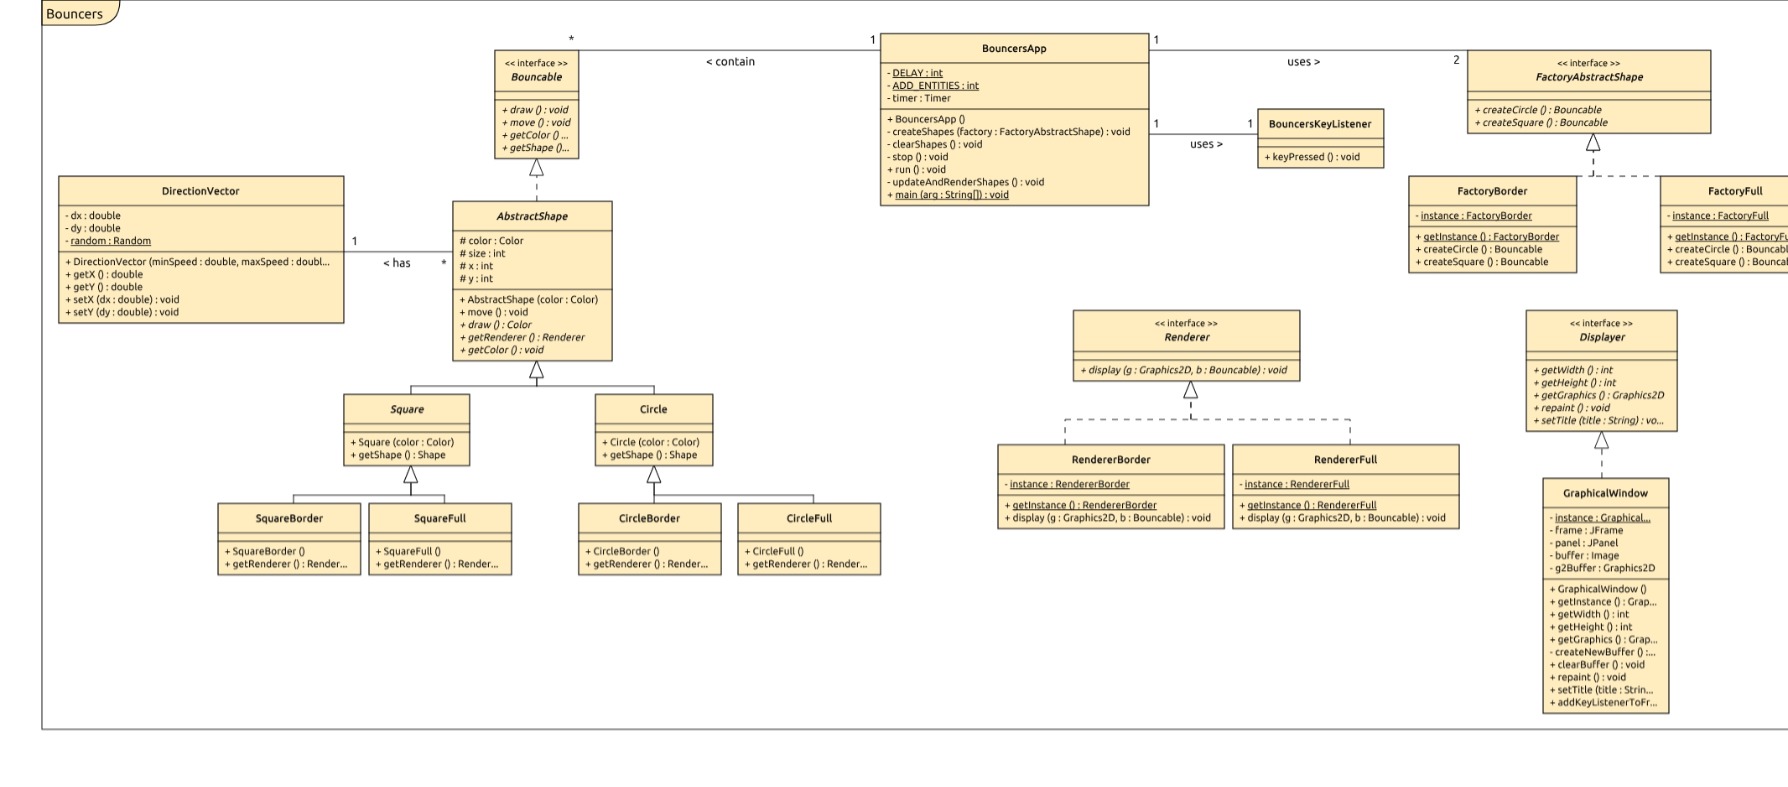 Bouncers
*
1
< contain
<< interface >>
Bouncable
+ draw () : void
+ move () : void
+ getColor () ...
+ getShape ()...
BouncersApp
- DELAY : int
- ADD_ENTITIES : int
- timer : Timer
+ BouncersApp ()
- createShapes (factory : FactoryAbstractShape) : void
- clearShapes () : void
- stop () : void
+ run () : void
- updateAndRenderShapes () : void
+ main (arg : String[]) : void
1
uses >
2
1
1
uses >
BouncersKeyListener
+ keyPressed () : void
<< interface >>
FactoryAbstractShape
+ createCircle () : Bouncable
+ createSquare () : Bouncable
FactoryBorder
- instance : FactoryBorder
+ getInstance () : FactoryBorder
+ createCircle () : Bouncable
+ createSquare () : Bouncable
FactoryFull
- instance : FactoryFull
+ getInstance () : FactoryFu
+ createCircle () : Bouncabl
+ createSquare () : Bouncal
DirectionVector
- dx : double
- dy : double
- random : Random
+ DirectionVector (minSpeed : double, maxSpeed : doubl...
+ getX () : double
+ getY () : double
+ setX (dx : double) : void
+ setY (dy : double) : void
1
< has
*
AbstractShape
# color : Color
# size : int
# x : int
# y : int
+ AbstractShape (color : Color)
+ move () : void
+ draw () : Color
+ getRenderer () : Renderer
+ getColor () : void
Square
+ Square (color : Color)
+ getShape () : Shape
Circle
+ Circle (color : Color)
+ getShape () : Shape
SquareBorder
+ SquareBorder ()
+ getRenderer () : Render...
SquareFull
+ SquareFull ()
+ getRenderer () : Render...
CircleBorder
+ CircleBorder ()
+ getRenderer () : Render...
CircleFull
+ CircleFull ()
+ getRenderer () : Render...
<< interface >>
Renderer
+ display (g : Graphics2D, b : Bouncable) : void
RendererBorder
- instance : RendererBorder
+ getInstance () : RendererBorder
+ display (g : Graphics2D, b : Bouncable) : void
RendererFull
- instance : RendererFull
+ getInstance () : RendererFull
+ display (g : Graphics2D, b : Bouncable) : void
<< interface >>
Displayer
+ getWidth () : int
+ getHeight () : int
+ getGraphics () : Graphics2D
+ repaint () : void
+ setTitle (title : String) : vo...
GraphicalWindow
- instance : Graphical...
- frame : JFrame
- panel : JPanel
- buffer : Image
- g2Buffer : Graphics2D
+ GraphicalWindow ()
+ getInstance () : Grap...
+ getWidth () : int
+ getHeight () : int
+ getGraphics () : Grap...
- createNewBuffer () :...
+ clearBuffer () : void
+ repaint () : void
+ setTitle (title : Strin...
+ addKeyListenerToFr...